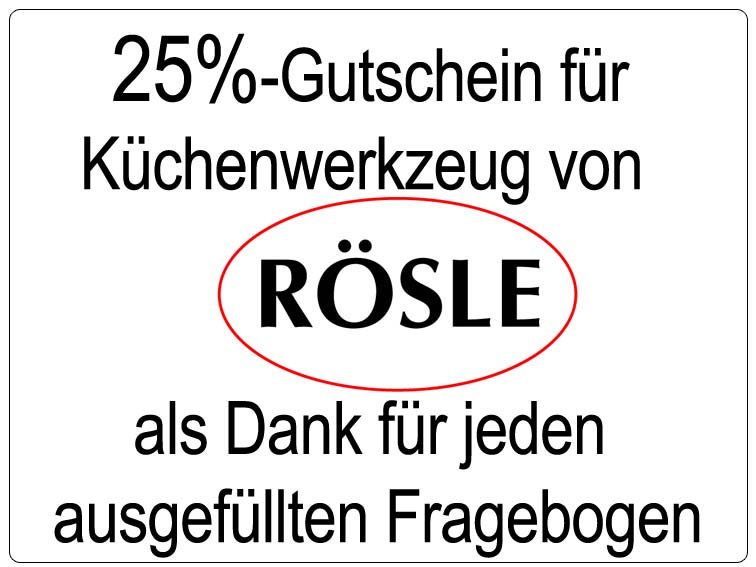 25%-Gutschein für
Küchenwerkzeug von
RÖSLE
als Dank für jeden
ausgefüllten Fragebogen